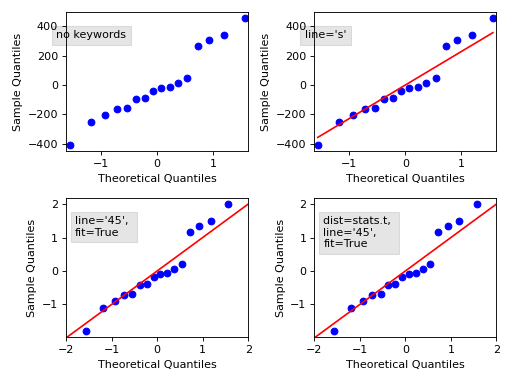 no keywords
400
200
0
−200
−400
−1
0
1
Sample Quantiles
Theoretical Quantiles
line='s'
400
200
0
−200
−400
−1
0
1
Sample Quantiles
Theoretical Quantiles
line='45',
fit=True
2
1
0
−1
−2
−1
0
1
2
Sample Quantiles
Theoretical Quantiles
dist=stats.t,
line='45',
fit=True
2
1
0
−1
−2
−1
0
1
2
Sample Quantiles
Theoretical Quantiles